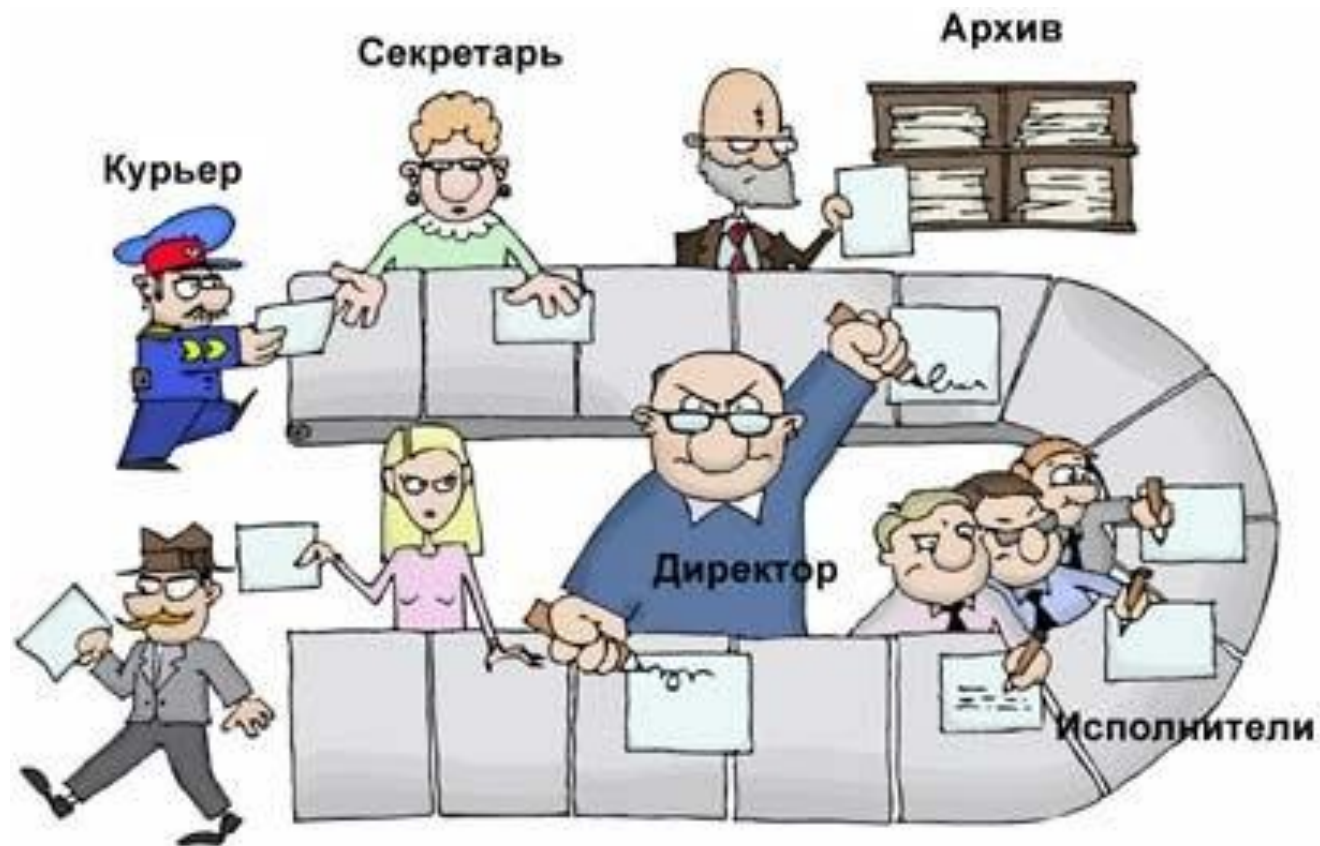 Архив
Секретарь
Курьер
Директор
Исполнители